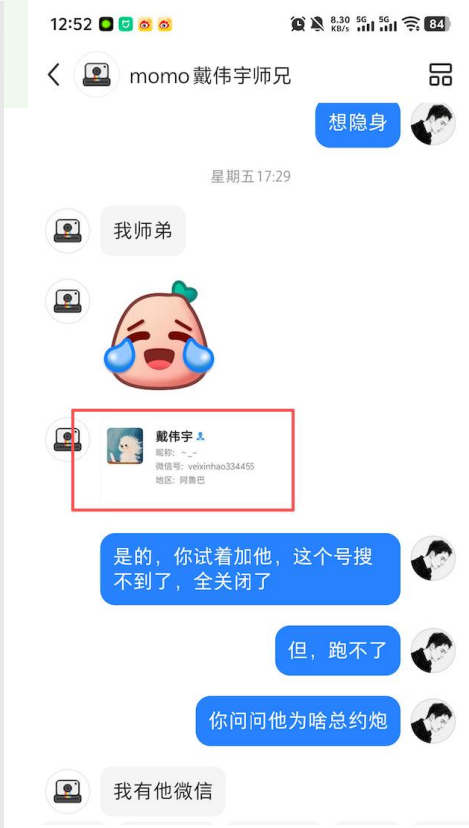 12:52
8.30 KB/s 5G 5G 84
momo戴伟宇师兄
想隐身
星期五17:29
我师弟
戴伟宇
昵称: ~_~
微信号: veixinhao334455
地区: 阿鲁巴
是的，你试着加他，这个号搜
不到了，全关闭了
但，跑不了
你问问他为啥总约炮
我有他微信